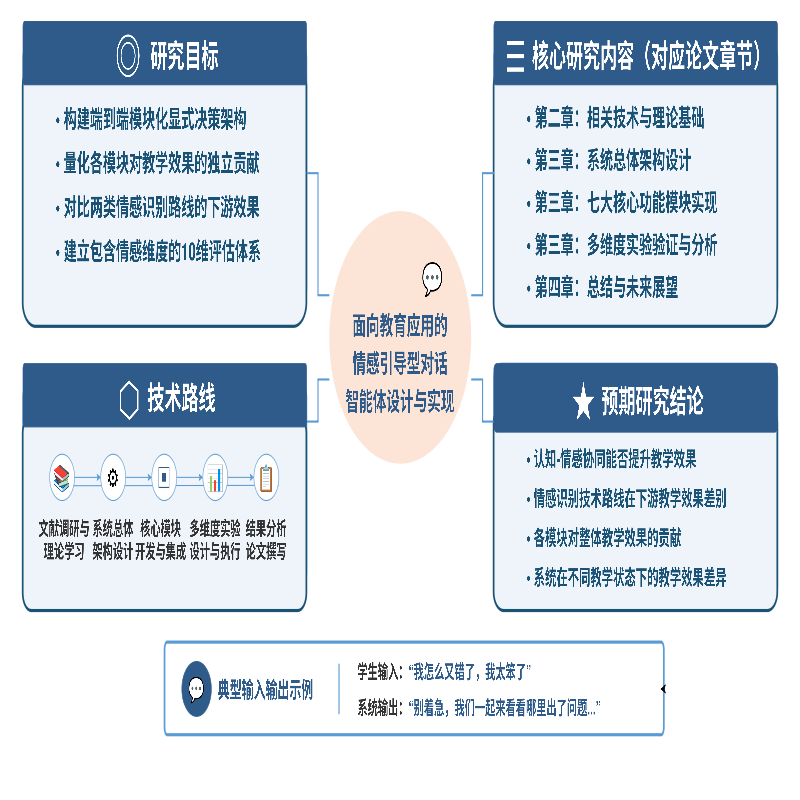 研究目标
· 构建端到端模块化显式决策架构
· 量化各模块对教学效果的独立贡献
· 对比两类情感识别路线的下游效果
· 建立包含情感维度的10维评估体系
核心研究内容（对应论文章节）
· 第二章：相关技术与理论基础
· 第三章：系统总体架构设计
· 第三章：七大核心功能模块实现
· 第三章：多维度实验验证与分析
· 第四章：总结与未来展望
面向教育应用的
情感引导型对话
智能体设计与实现
技术路线
文献调研与
理论学习
系统总体
架构设计
核心模块
开发与集成
多维度实验
设计与执行
结果分析
论文撰写
预期研究结论
· 认知-情感协同能否提升教学效果
· 情感识别技术路线在下游教学效果差别
· 各模块对整体教学效果的贡献
· 系统在不同教学状态下的教学效果差异
典型输入输出示例
学生输入：“我怎么又错了，我太笨了”
系统输出：“别着急，我们一起来看看哪里出了问题...”